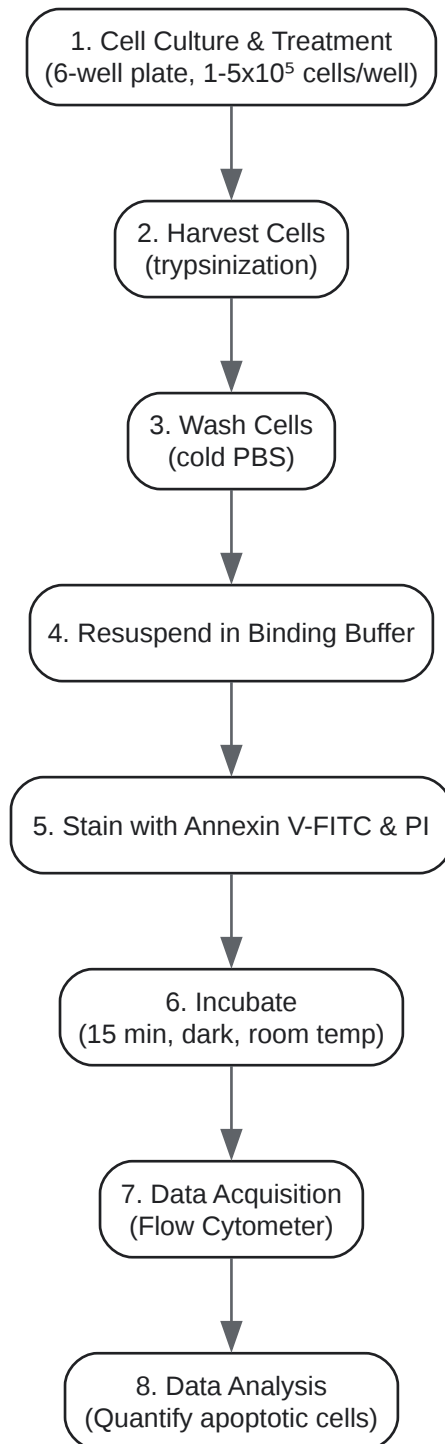 1. Cell Culture & Treatment
(6-well plate, 1-5x10⁵ cells/well)
2. Harvest Cells
(trypsinization)
3. Wash Cells
(cold PBS)
4. Resuspend in Binding Buffer
5. Stain with Annexin V-FITC & PI
6. Incubate
(15 min, dark, room temp)
7. Data Acquisition
(Flow Cytometer)
8. Data Analysis
(Quantify apoptotic cells)